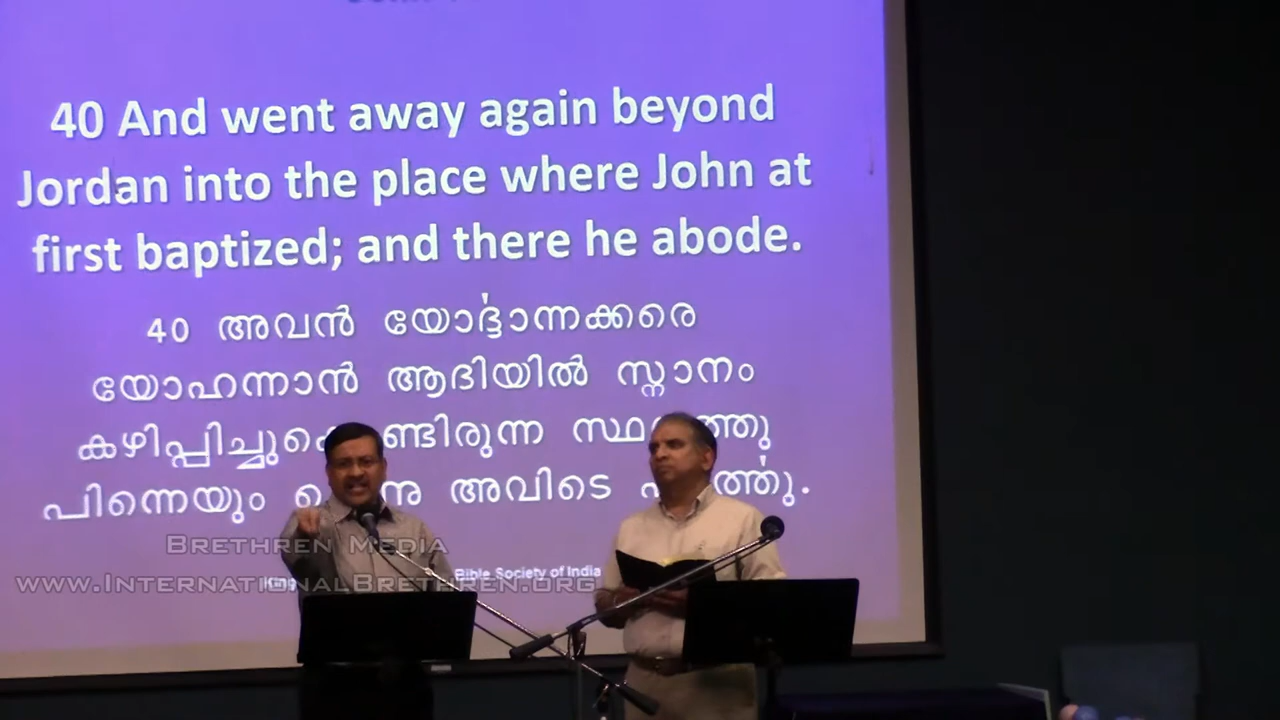 40 And went away again beyond
Jordan into the place where John at
first baptized; and there he abode.
40 അവൻ യോർദ്ദാന്നക്കരെ
യോഹന്നാൻ ആദിയിൽ സ്നാനം
പിന്നെയും അവിടെ
Brethren Media
King Bible Society of India
www.InternationalBrethren.org